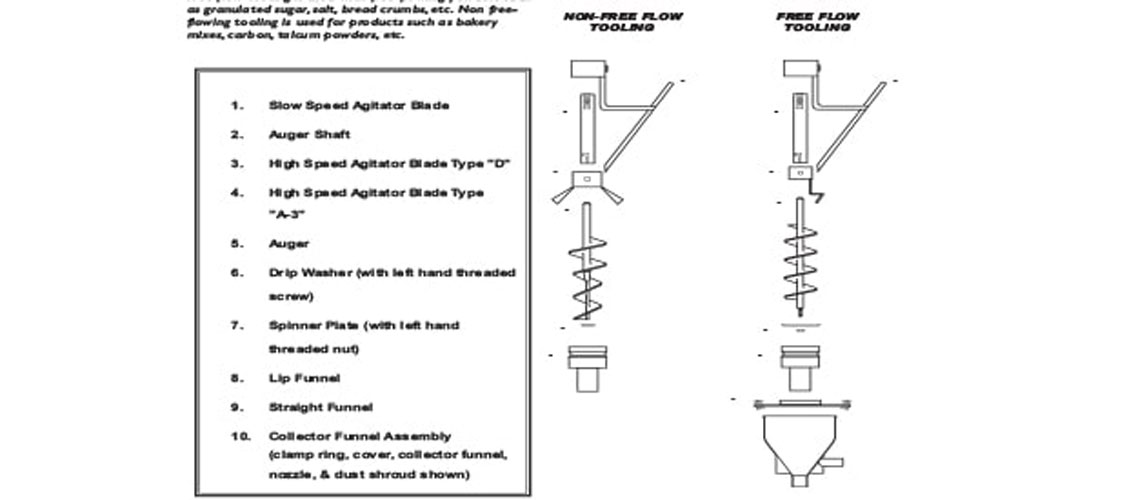 as granulated sugar, salt, bread crumbs, etc. Non free-
flowing tooling is used for products such as bakery
mixes, carbon, talcum powders, etc.
NON-FREE FLOW
TOOLING
FREE FLOW
TOOLING
1. Slow Speed Agitator Blade
2. Auger Shaft
3. High Speed Agitator Blade Type "D"
4. High Speed Agitator Blade Type
"A-3"
5. Auger
6. Drip Washer (with left hand threaded
screw)
7. Spinner Plate (with left hand
threaded nut)
8. Lip Funnel
9. Straight Funnel
10. Collector Funnel Assembly
(clamp ring, cover, collector funnel,
nozzle, & dust shroud shown)